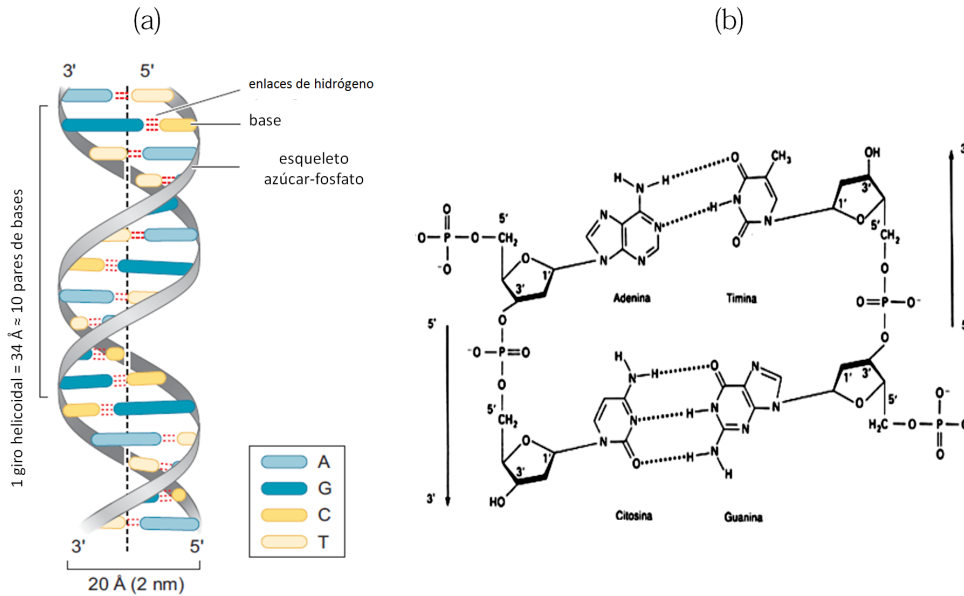 (a)
(b)
3'
5'
enlaces de hidrógeno
base
esqueleto
azúcar-fosfato
1 giro helicoidal = 34 Å ≈ 10 pares de bases
3'
5'
20 Å (2 nm)
A
G
C
T
O
CH₃
OH
3'
H
N
H
N
H
N
N
N
N
N
O
1'
O
5'
CH₂
O
O
P
O
O⁻
5'
CH₂
O
1'
3'
Adenina
Timina
O
O
P
O⁻
O
5'
3'
5'
O
⁻O
P
O
O
5'
CH₂
H
N
H
O
N
N
O
N
H
N
N
N
O
H
N
H
1'
3'
O
5'
H₂C
O
O⁻
P
O
O
1'
3'
HO
3'
Citosina
Guanina